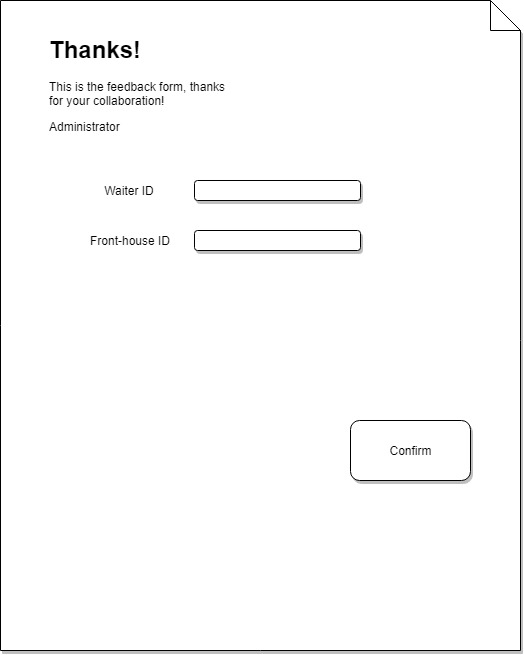 Thanks!
This is the feedback form, thanks
for your collaboration!
Administrator
Waiter ID
Front-house ID
Confirm